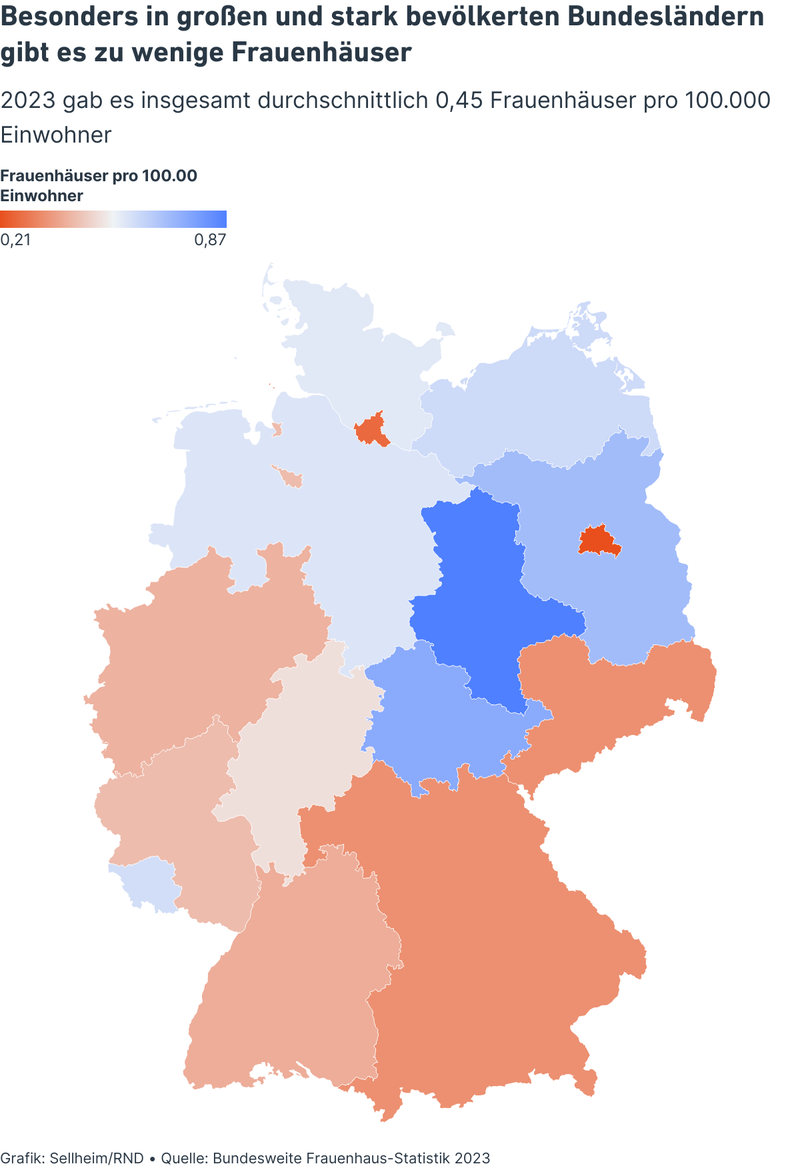 Besonders in großen und stark bevölkerten Bundesländern
gibt es zu wenige Frauenhäuser
2023 gab es insgesamt durchschnittlich 0,45 Frauenhäuser pro 100.000
Einwohner
Frauenhäuser pro 100.00
Einwohner
0,21 0,87
Grafik: Sellheim/RND • Quelle: Bundesweite Frauenhaus-Statistik 2023